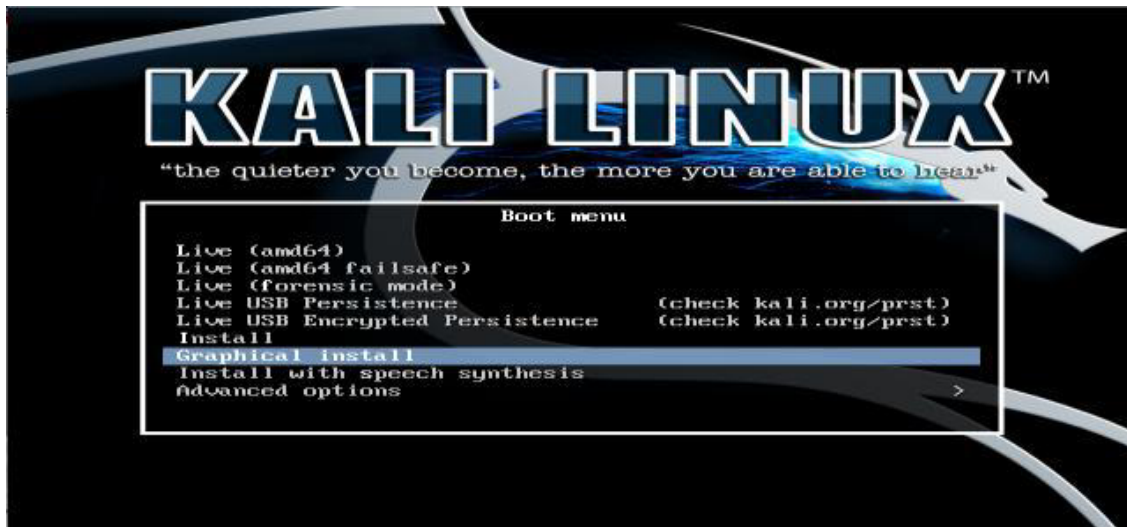 KALI LINUX™
“the quieter you become, the more you are able to hear“
Boot menu
Live (amd64)
Live (amd64 failsafe)
Live (forensic mode)
Live USB Persistence (check kali.org/prst)
Live USB Encrypted Persistence (check kali.org/prst)
Install
Graphical install
Install with speech synthesis
Advanced options >